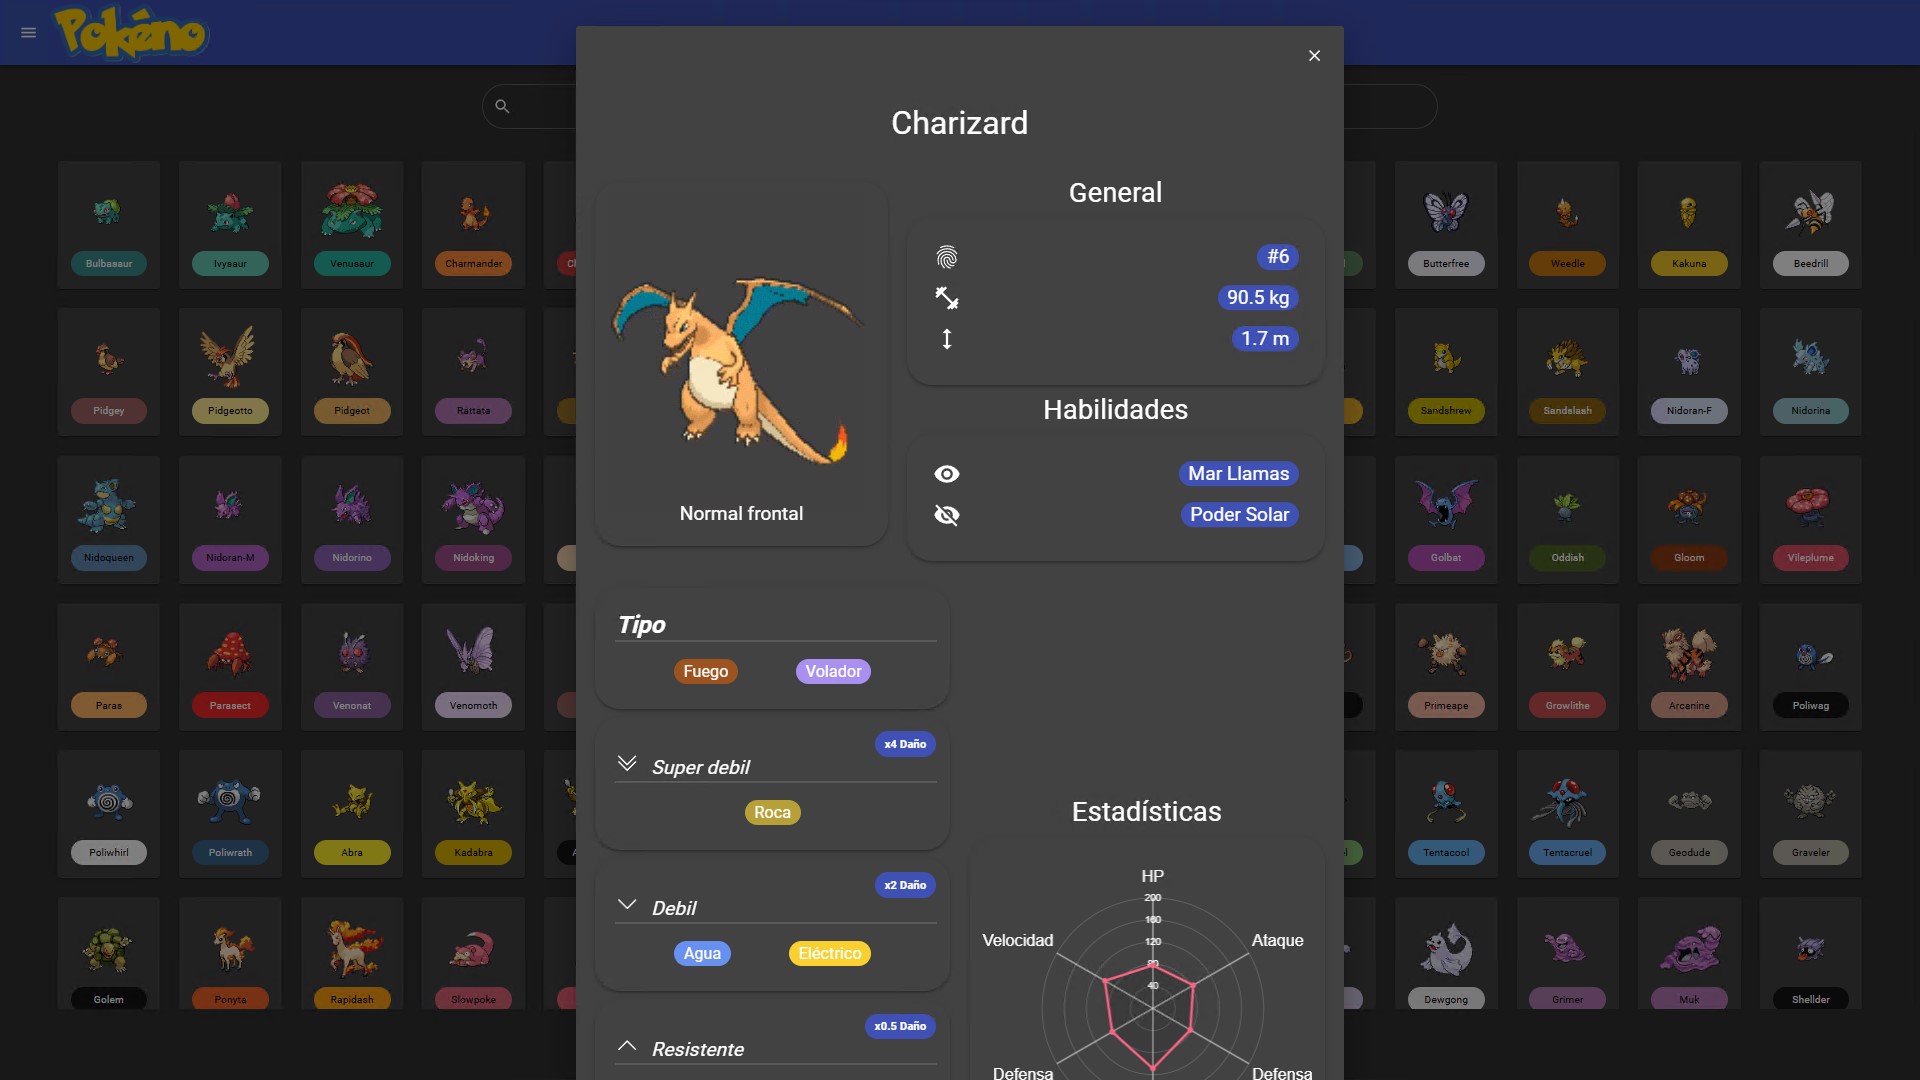 Pokéno
Charizard
General
#6
90.5 kg
1.7 m
Habilidades
Mar Llamas
Poder Solar
Normal frontal
Tipo
Fuego Volador
x4 Daño
Super debil
Roca
x2 Daño
Debil
Agua Eléctrico
x0.5 Daño
Resistente
Estadísticas
HP
200
160
120
80
40
Velocidad Ataque
Defensa Defensa
Bulbasaur Ivysaur Venusaur Charmander Butterfree Weedle Kakuna Beedrill
Pidgey Pidgeotto Pidgeot Rattata Sandshrew Sandslash Nidoran-F Nidorina
Nidoqueen Nidoran-M Nidorino Nidoking Golbat Oddish Gloom Vileplume
Paras Parasect Venonat Venomoth Primeape Growlithe Arcanine Poliwag
Poliwhirl Poliwrath Abra Kadabra Tentacool Tentacruel Geodude Graveler
Golem Ponyta Rapidash Slowpoke Dewgong Grimer Muk Shellder